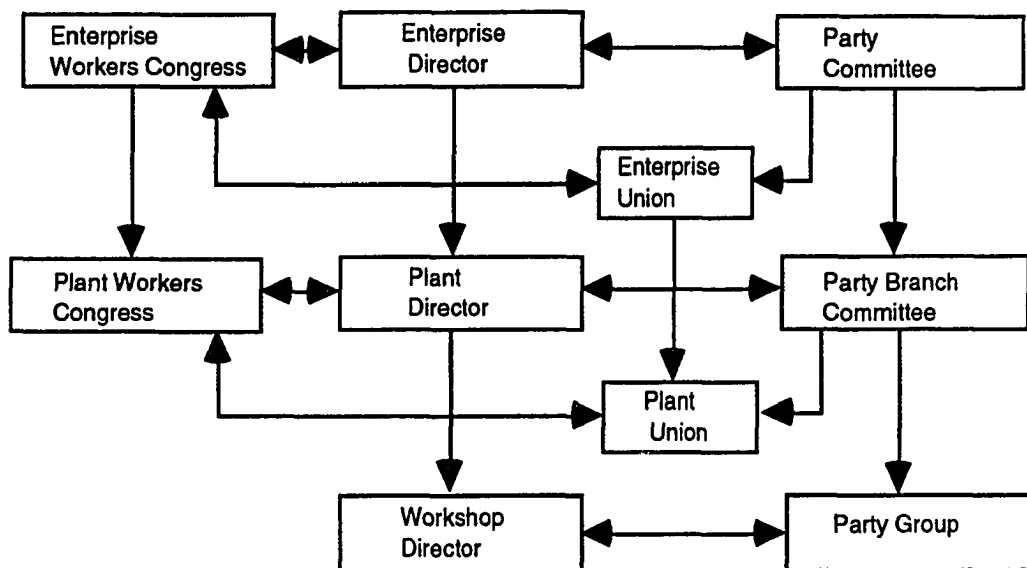 Enterprise
Workers Congress
Enterprise
Director
Party
Committee
Enterprise
Union
Plant Workers
Congress
Plant
Director
Party Branch
Committee
Plant
Union
Workshop
Director
Party Group